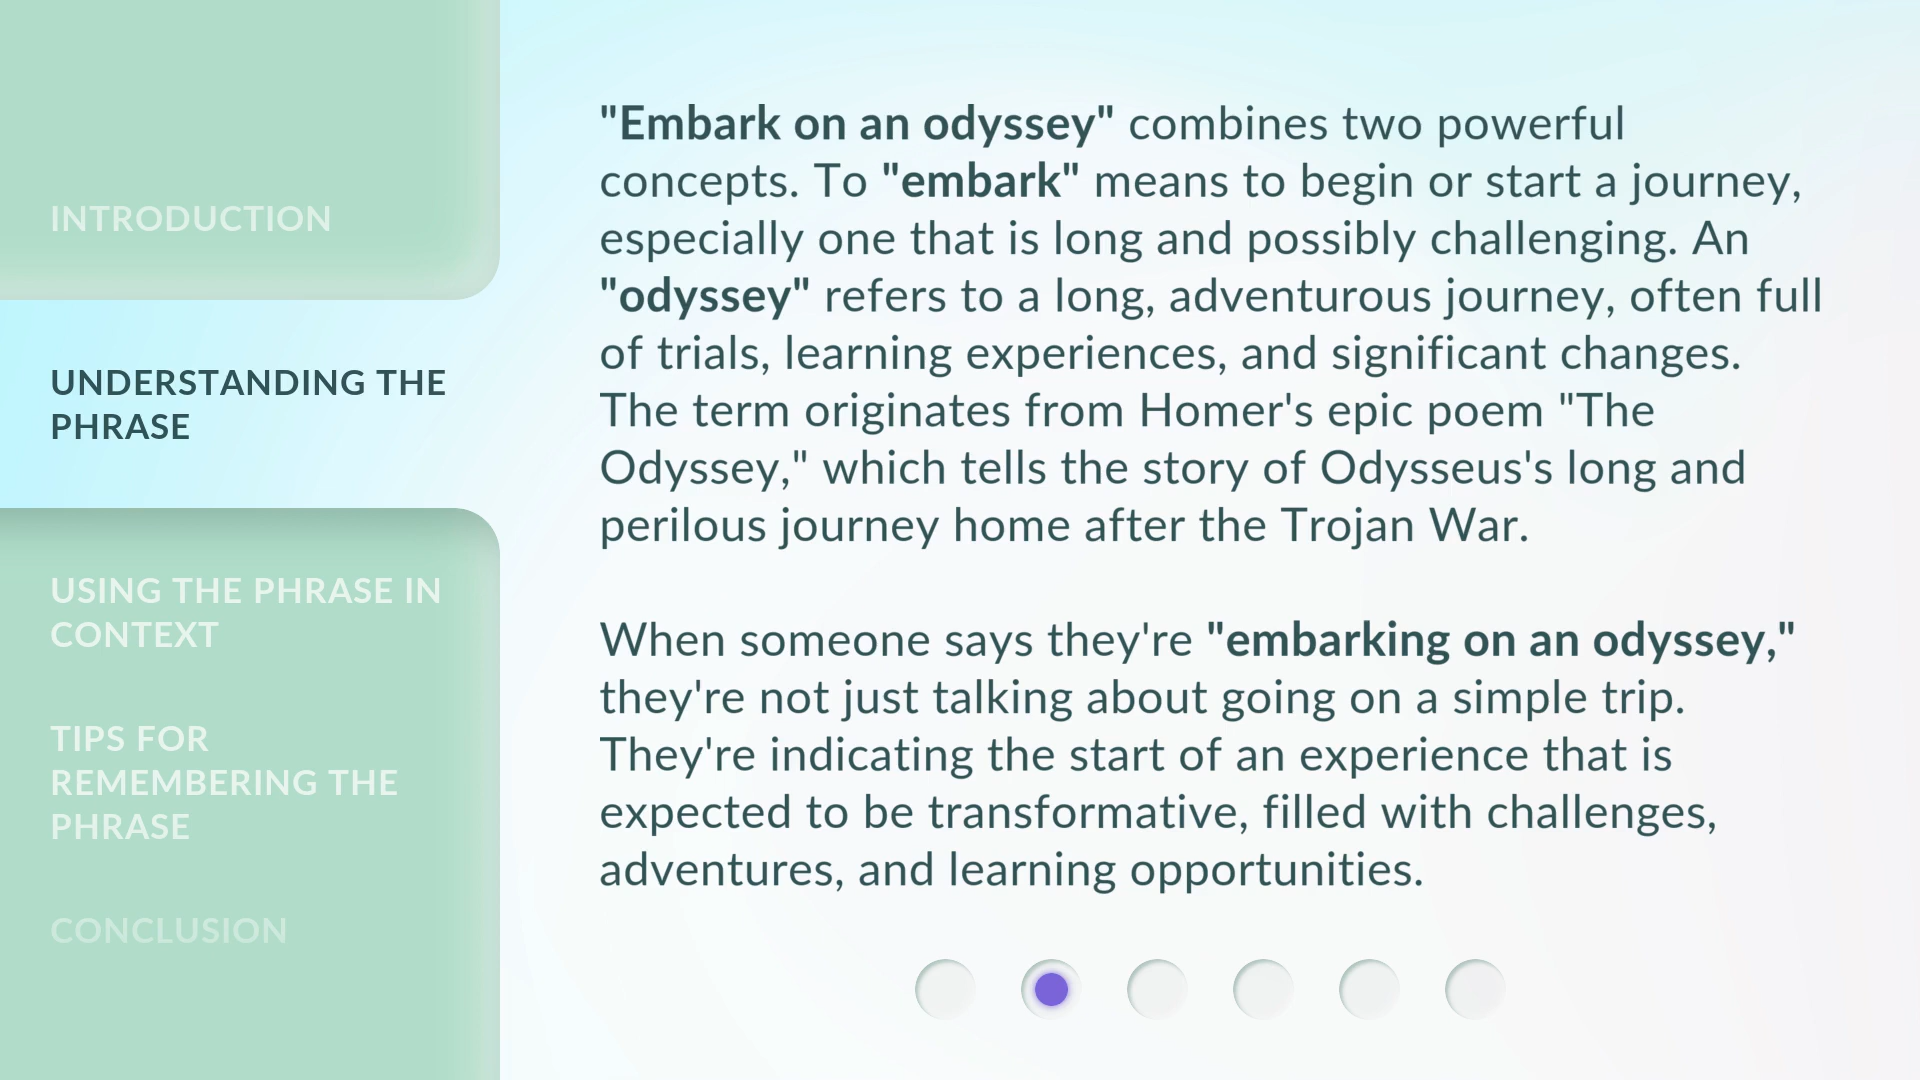 INTRODUCTION
UNDERSTANDING THE
PHRASE
USING THE PHRASE IN
CONTEXT
TIPS FOR
REMEMBERING THE
PHRASE
CONCLUSION
"Embark on an odyssey" combines two powerful
concepts. To "embark" means to begin or start a journey,
especially one that is long and possibly challenging. An
"odyssey" refers to a long, adventurous journey, often full
of trials, learning experiences, and significant changes.
The term originates from Homer's epic poem "The
Odyssey," which tells the story of Odysseus's long and
perilous journey home after the Trojan War.
When someone says they're "embarking on an odyssey,"
they're not just talking about going on a simple trip.
They're indicating the start of an experience that is
expected to be transformative, filled with challenges,
adventures, and learning opportunities.